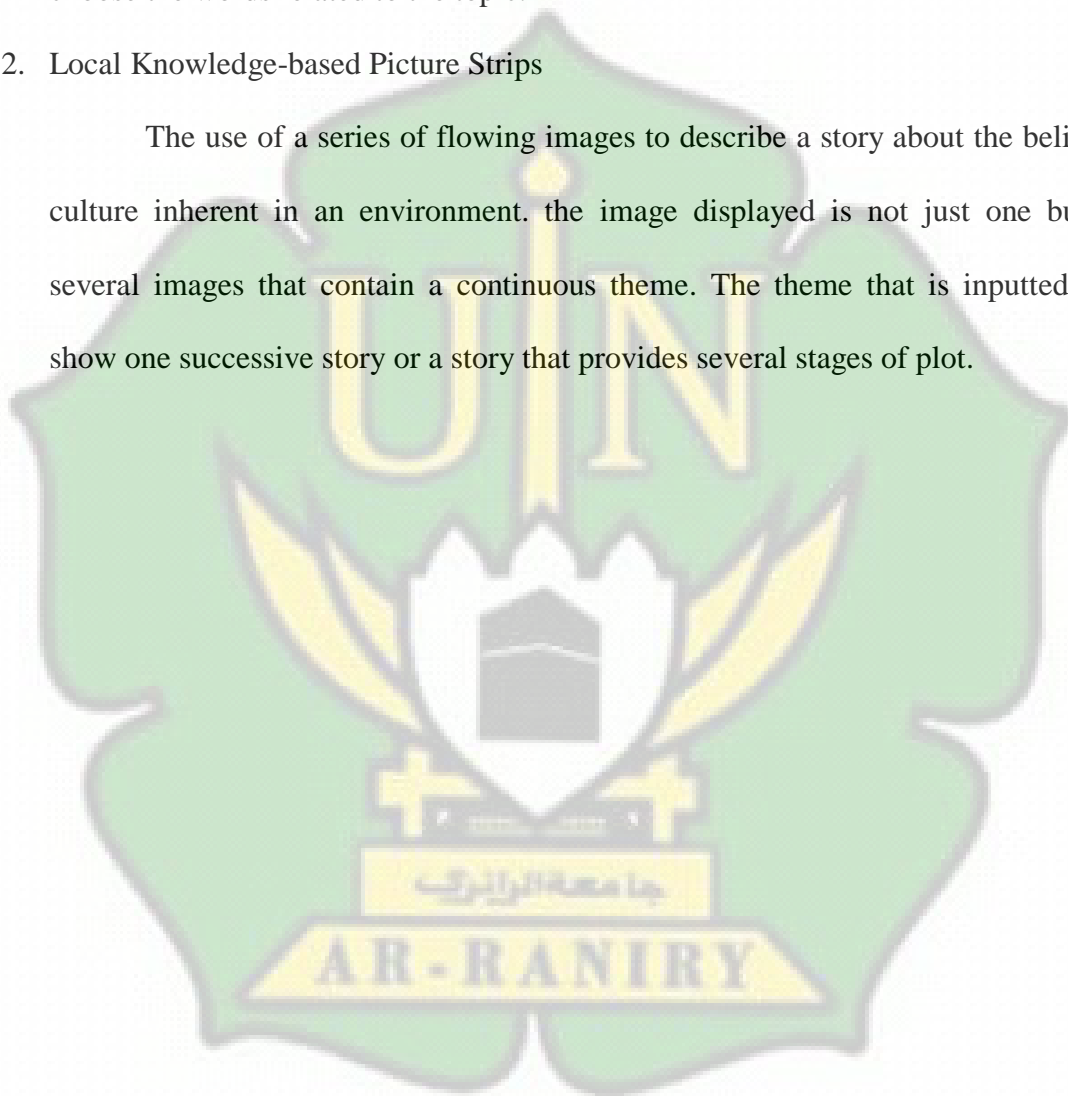 2. Local Knowledge-based Picture Strips
The use of a series of flowing images to describe a story about the beli
culture inherent in an environment. the image displayed is not just one bu
several images that contain a continuous theme. The theme that is inputted
show one successive story or a story that provides several stages of plot.
UIN
جامعة الرانري
AR-RANIRY